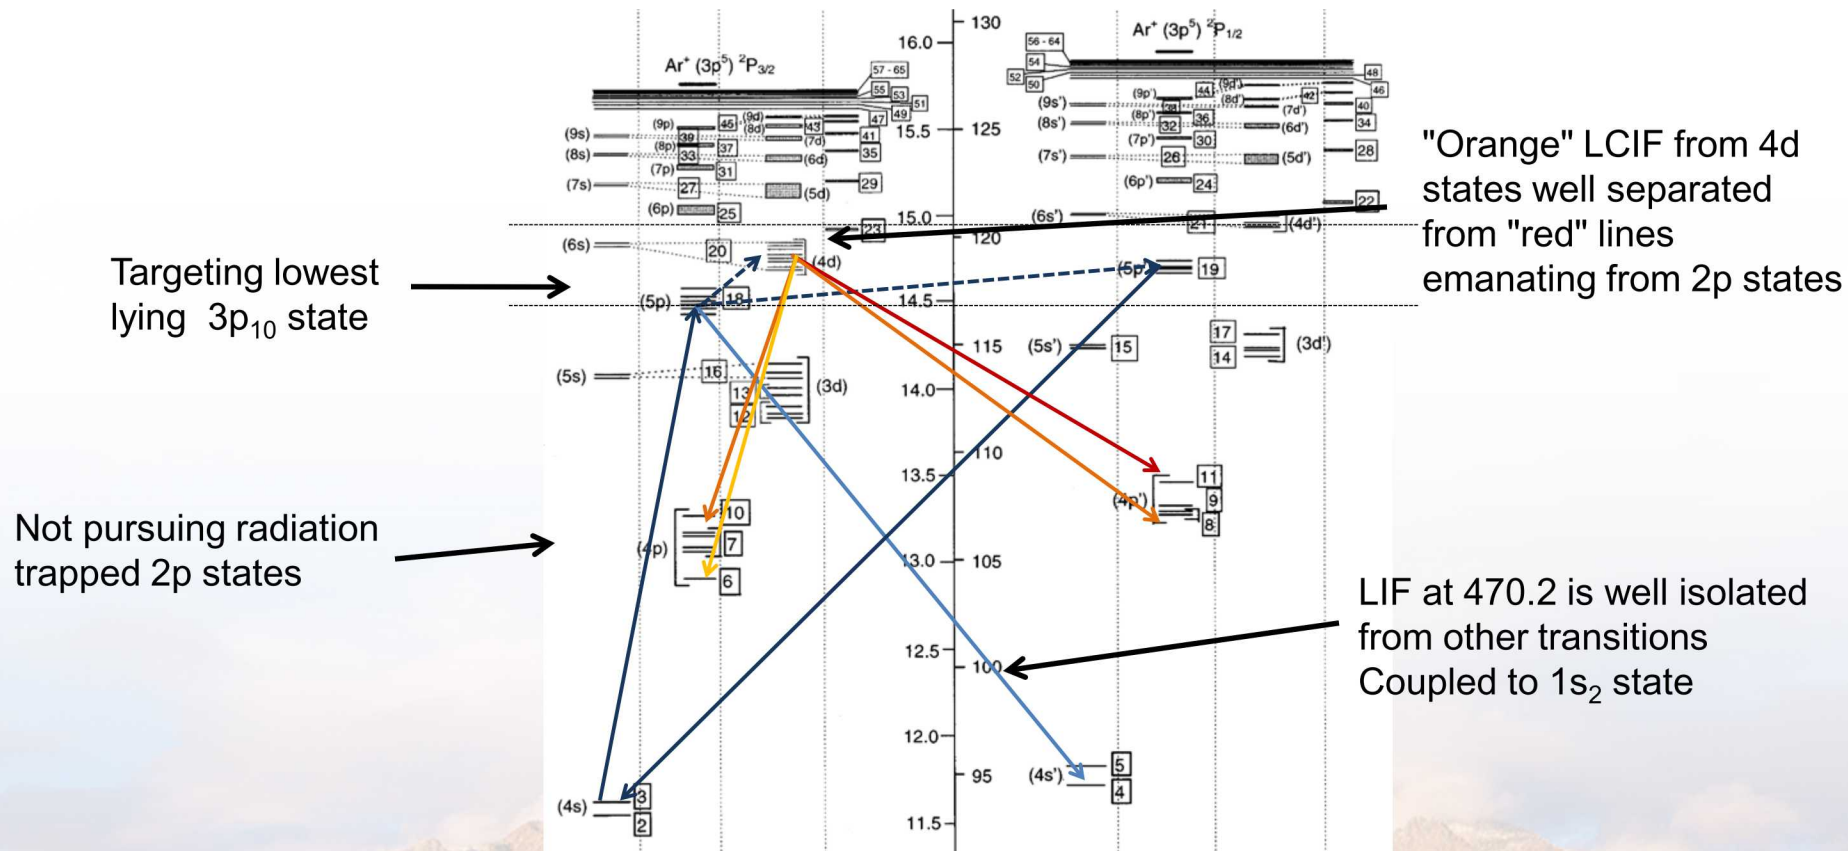 Ar⁺ (3p⁵) ²P₃/₂
Ar⁺ (3p⁵) ²P₁/₂
16.0
15.5
15.0
14.5
14.0
13.5
13.0
12.5
12.0
11.5
130
125
120
115
110
105
100
95
57 - 65
55
53
51
49
47
(9s)
(8s)
(7s)
(6s)
(5s)
(4s)
(9p)
(8p)
(7p)
(6p)
(5p)
(4p)
(9d)
(8d)
(7d)
(6d)
(5d)
(4d)
(3d)
45
43
41
39
37
35
33
31
29
27
25
23
20
18
16
13
12
10
7
6
3
2
56 - 64
54
52
50
48
46
44
42
40
38
36
34
32
30
28
26
24
22
21
19
17
15
14
11
9
8
5
4
(9s')
(8s')
(7s')
(6s')
(5s')
(4s')
(9p')
(8p')
(7p')
(6p')
(5p')
(4p')
(9d')
(8d')
(7d')
(6d')
(5d')
(4d')
(3d')
Targeting lowest
lying 3p₁₀ state
Not pursuing radiation
trapped 2p states
"Orange" LCIF from 4d
states well separated
from "red" lines
emanating from 2p states
LIF at 470.2 is well isolated
from other transitions
Coupled to 1s₂ state